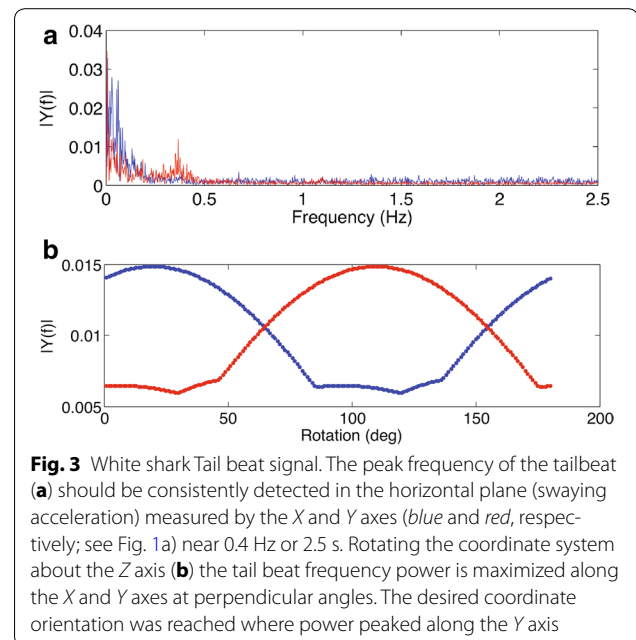 a
0.04
0.03
0.02
0.01
0
|Y(f)|
0 0.5 1 1.5 2 2.5
Frequency (Hz)
b
0.015
0.01
0.005
|Y(f)|
0 50 100 150 200
Rotation (deg)
Fig. 3 White shark Tail beat signal. The peak frequency of the tailbeat
(a) should be consistently detected in the horizontal plane (swaying
acceleration) measured by the X and Y axes (blue and red, respec-
tively; see Fig. 1a) near 0.4 Hz or 2.5 s. Rotating the coordinate system
about the Z axis (b) the tail beat frequency power is maximized along
the X and Y axes at perpendicular angles. The desired coordinate
orientation was reached where power peaked along the Y axis